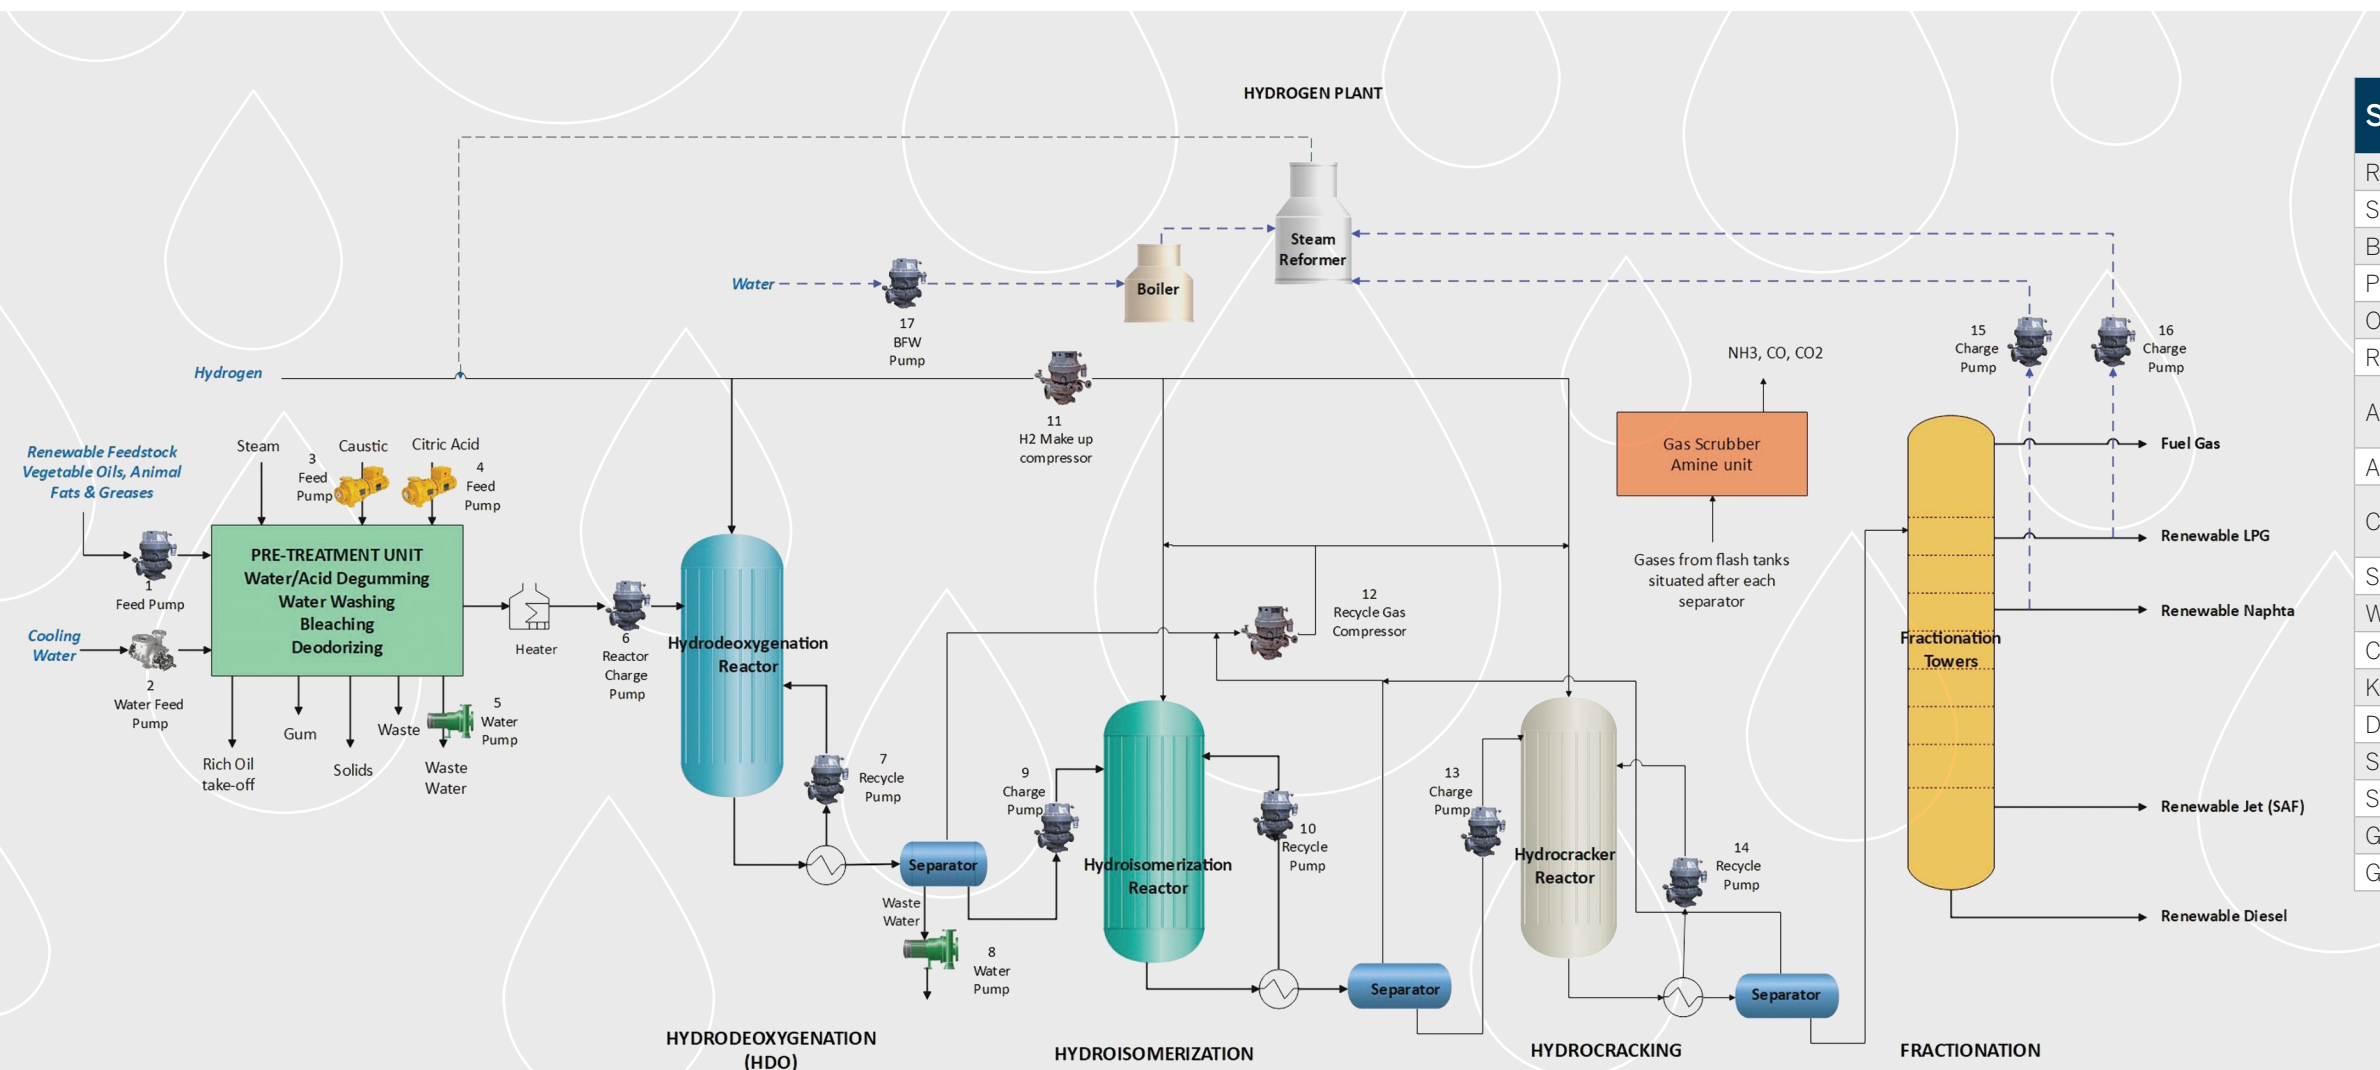 HYDROGEN PLANT
Steam
Reformer
Water
Boiler
17
BFW
Pump
15
Charge
Pump
16
Charge
Pump
NH3, CO, CO2
Hydrogen
11
H2 Make up
compressor
Gas Scrubber
Amine unit
Gases from flash tanks
situated after each
separator
Renewable Feedstock
Vegetable Oils, Animal
Fats & Greases
Steam
Caustic
Citric Acid
3
Feed
Pump
4
Feed
Pump
1
Feed Pump
PRE-TREATMENT UNIT
Water/Acid Degumming
Water Washing
Bleaching
Deodorizing
Cooling
Water
2
Water Feed
Pump
Heater
6
Reactor
Charge
Pump
Hydrodeoxygenation
Reactor
12
Recycle Gas
Compressor
5
Water
Pump
Rich Oil
take-off
Gum
Solids
Waste
Waste
Water
7
Recycle
Pump
9
Charge
Pump
Separator
Waste
Water
8
Water
Pump
Hydroisomerization
Reactor
10
Recycle
Pump
Separator
13
Charge
Pump
Hydrocracker
Reactor
14
Recycle
Pump
Separator
Fractionation
Towers
Fuel Gas
Renewable LPG
Renewable Naphta
Renewable Jet (SAF)
Renewable Diesel
HYDRODEOXYGENATION
(HDO)
HYDROISOMERIZATION
HYDROCRACKING
FRACTIONATION
S
R
S
B
P
O
R
A
A
C
S
W
C
K
D
S
S
G
G